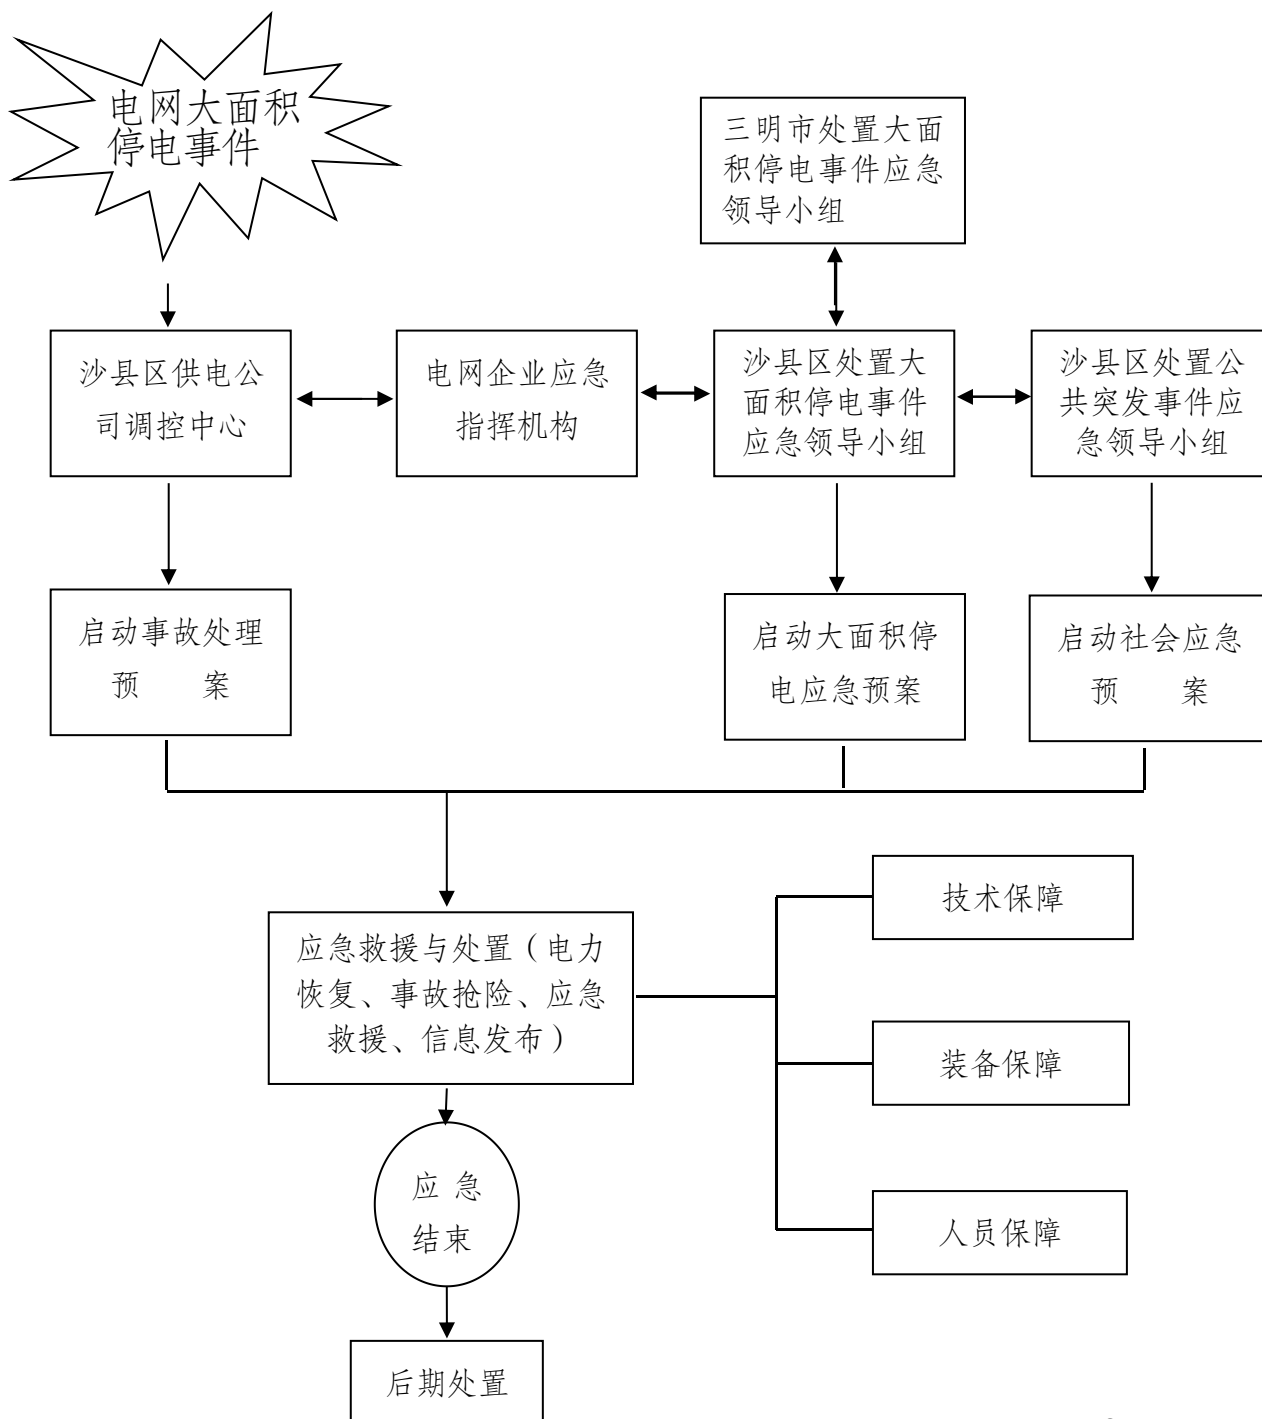 电网大面积
停电事件
三明市处置大面
积停电事件应急
领导小组
沙县区供电公
司调控中心
电网企业应急
指挥机构
沙县区处置大
面积停电事件
应急领导小组
沙县区处置公
共突发事件应
急领导小组
启动事故处理
预 案
启动大面积停
电应急预案
启动社会应急
预 案
应急救援与处置（电力
恢复、事故抢险、应急
救援、信息发布）
技术保障
装备保障
人员保障
应 急
结束
后期处置